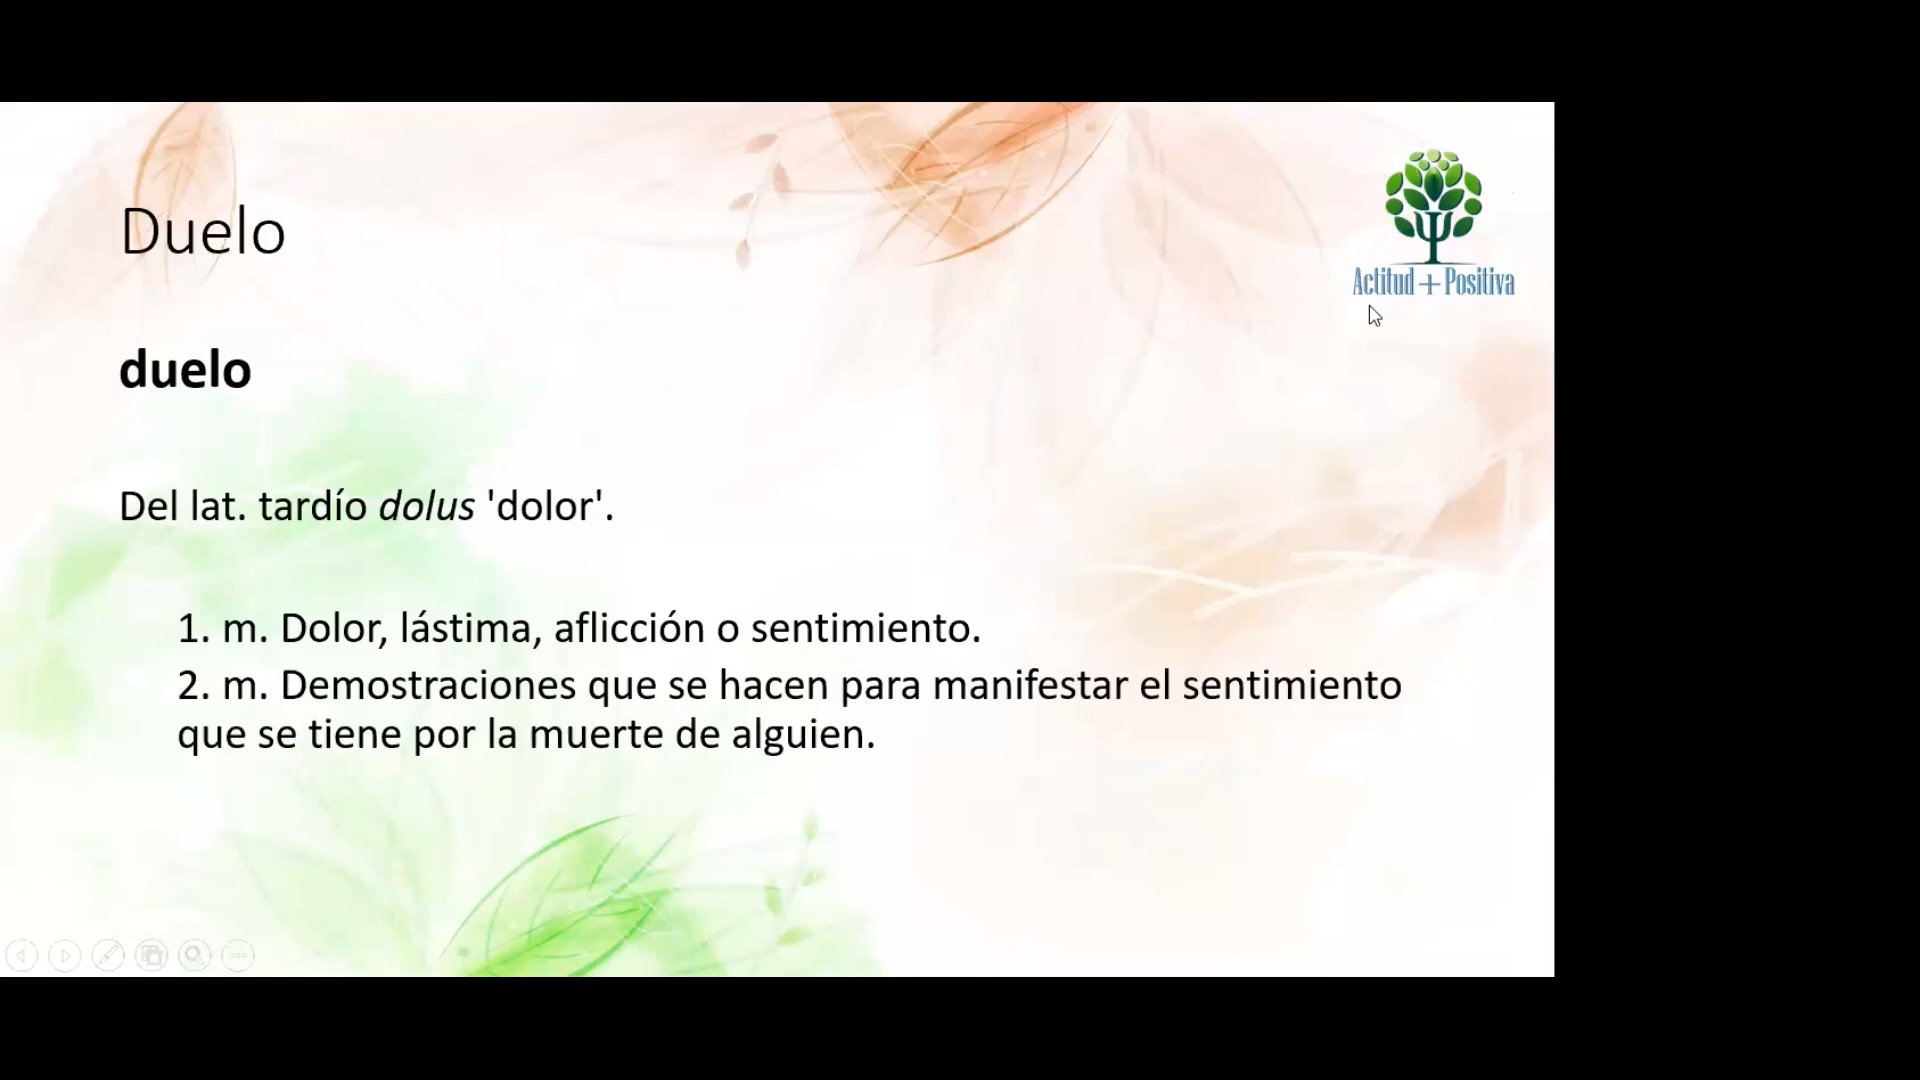 Duelo
Actitud + Positiva
duelo
Del lat. tardío dolus 'dolor'.
1. m. Dolor, lástima, aflicción o sentimiento.
2. m. Demostraciones que se hacen para manifestar el sentimiento
que se tiene por la muerte de alguien.